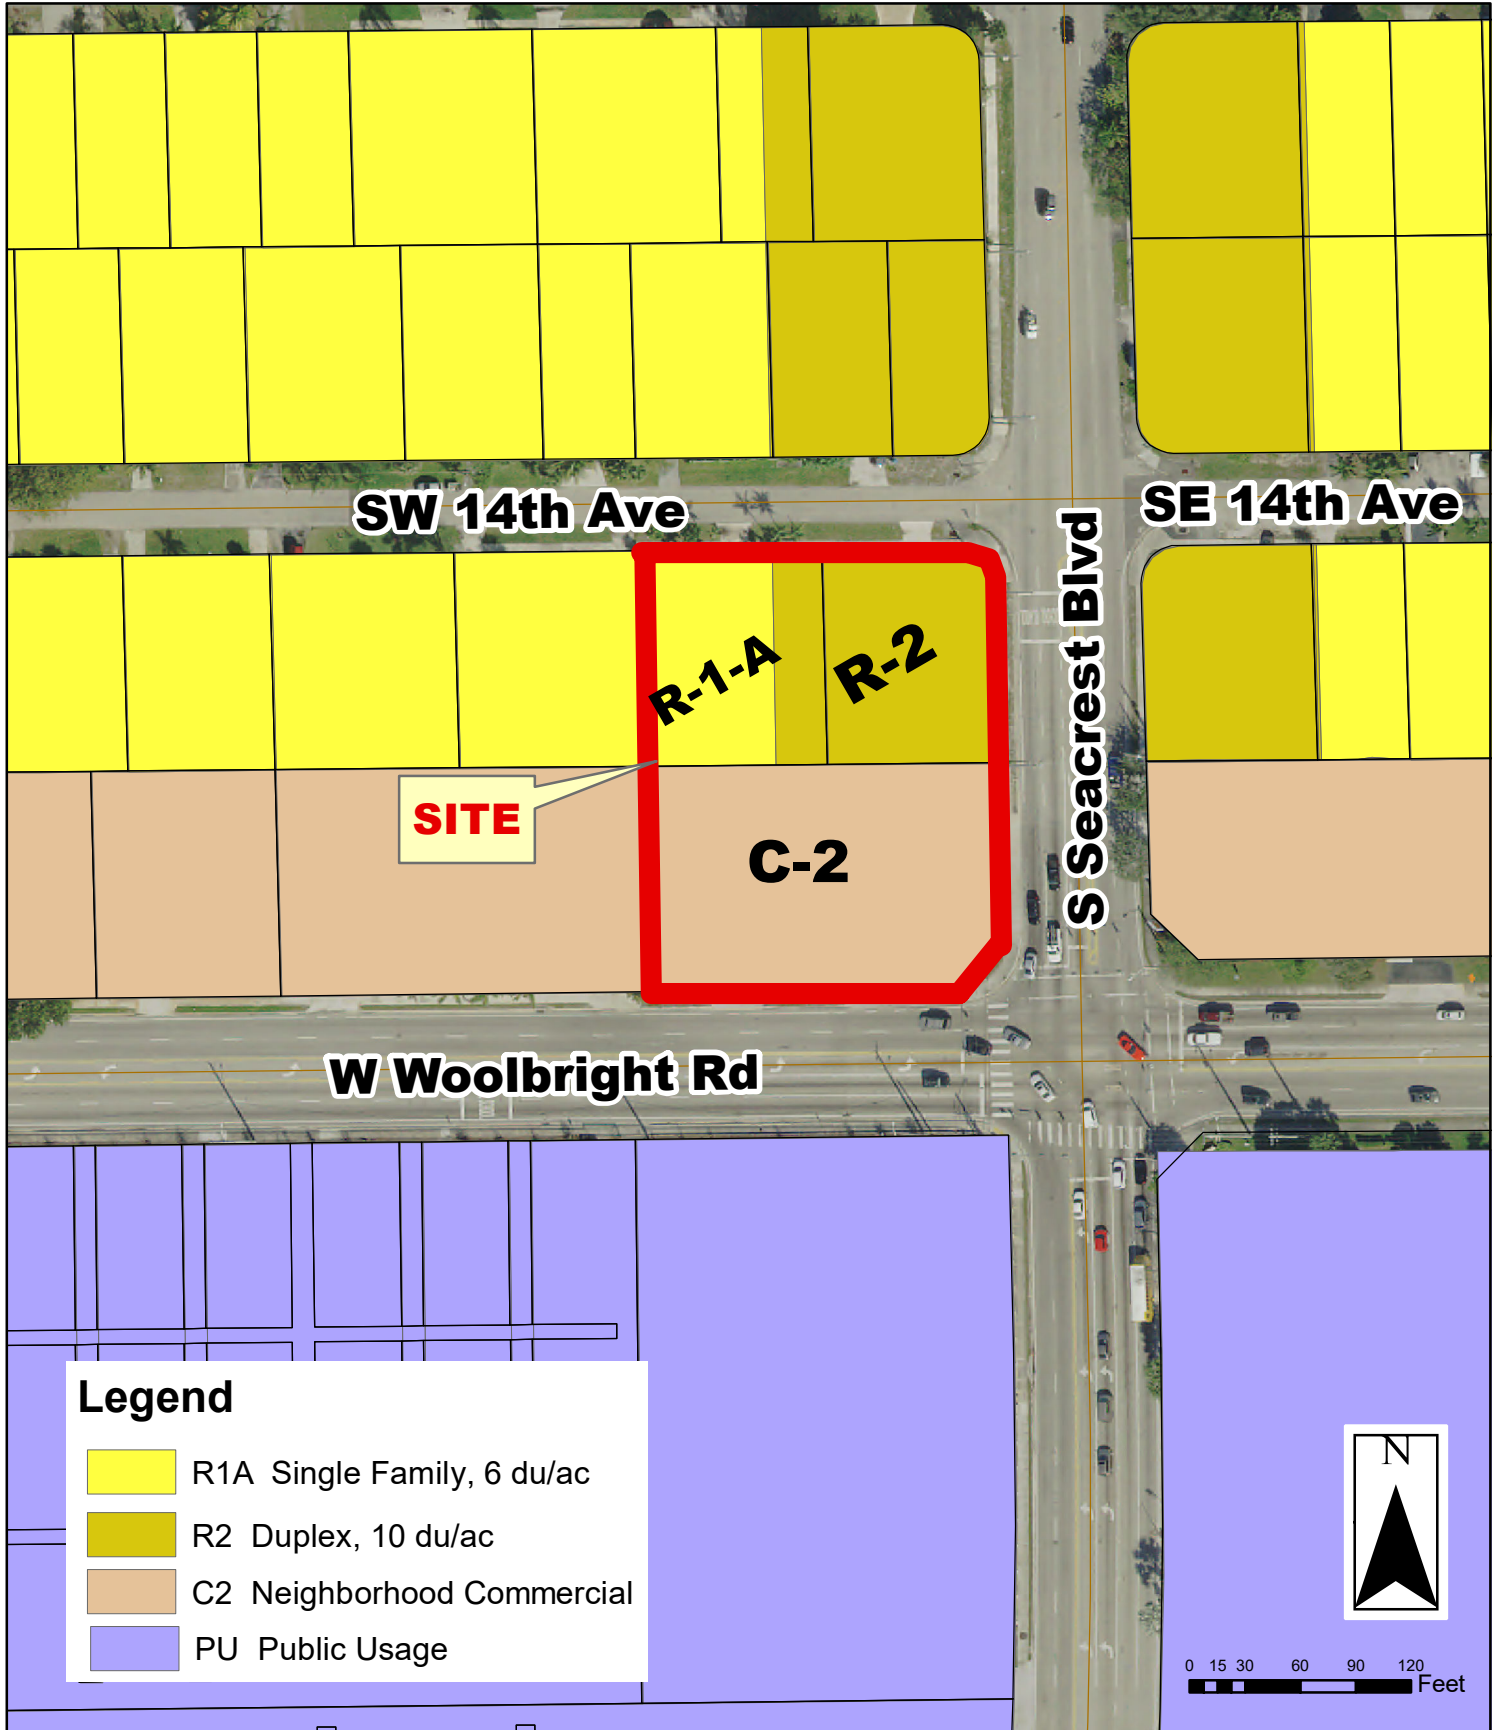 SW 14th Ave
SE 14th Ave
S Seacrest Blvd
R-1-A
R-2
SITE
C-2
W Woolbright Rd
Legend
R1A Single Family, 6 du/ac
R2 Duplex, 10 du/ac
C2 Neighborhood Commercial
PU Public Usage
N
0 15 30 60 90 120
Feet